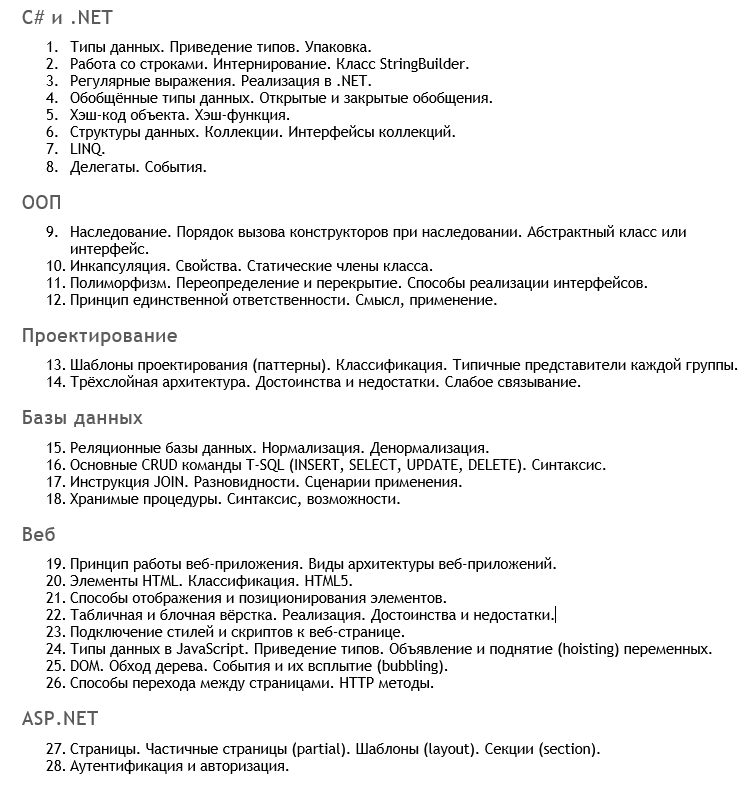 C# и .NET
1. Типы данных. Приведение типов. Упаковка.
2. Работа со строками. Интернирование. Класс StringBuilder.
3. Регулярные выражения. Реализация в .NET.
4. Обобщённые типы данных. Открытые и закрытые обобщения.
5. Хэш-код объекта. Хэш-функция.
6. Структуры данных. Коллекции. Интерфейсы коллекций.
7. LINQ.
8. Делегаты. События.
ООП
9. Наследование. Порядок вызова конструкторов при наследовании. Абстрактный класс или
интерфейс.
10. Инкапсуляция. Свойства. Статические члены класса.
11. Полиморфизм. Переопределение и перекрытие. Способы реализации интерфейсов.
12. Принцип единственной ответственности. Смысл, применение.
Проектирование
13. Шаблоны проектирования (паттерны). Классификация. Типичные представители каждой группы.
14. Трёхслойная архитектура. Достоинства и недостатки. Слабое связывание.
Базы данных
15. Реляционные базы данных. Нормализация. Денормализация.
16. Основные CRUD команды T-SQL (INSERT, SELECT, UPDATE, DELETE). Синтаксис.
17. Инструкция JOIN. Разновидности. Сценарии применения.
18. Хранимые процедуры. Синтаксис, возможности.
Веб
19. Принцип работы веб-приложения. Виды архитектуры веб-приложений.
20. Элементы HTML. Классификация. HTML5.
21. Способы отображения и позиционирования элементов.
22. Табличная и блочная вёрстка. Реализация. Достоинства и недостатки.
23. Подключение стилей и скриптов к веб-странице.
24. Типы данных в JavaScript. Приведение типов. Объявление и поднятие (hoisting) переменных.
25. DOM. Обход дерева. События и их всплытие (bubbling).
26. Способы перехода между страницами. HTTP методы.
ASP.NET
27. Страницы. Частичные страницы (partial). Шаблоны (layout). Секции (section).
28. Аутентификация и авторизация.